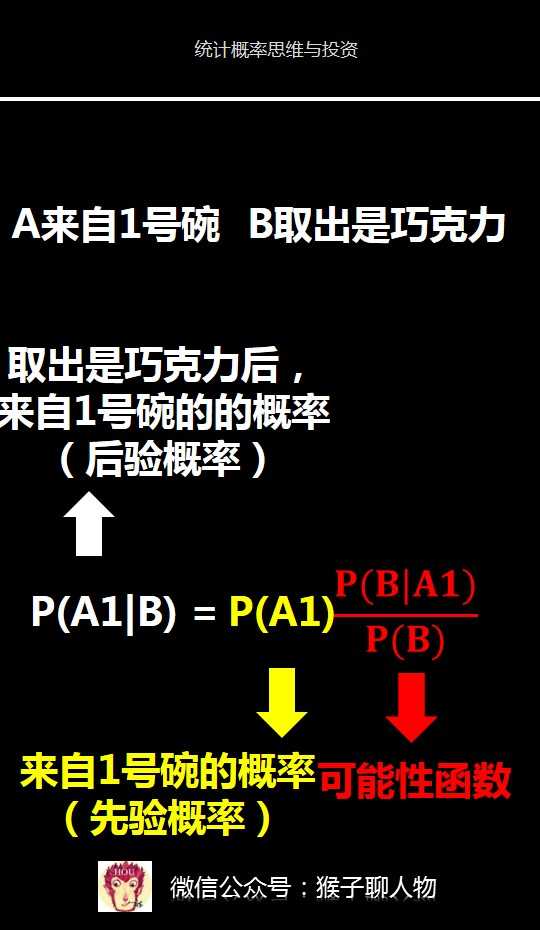 统计概率思维与投资
A来自1号碗 B取出是巧克力
取出是巧克力后，
来自1号碗的的概率
（后验概率）
P(A1|B) = P(A1) P(B|A1)
P(B)
来自1号碗的概率
（先验概率）
可能性函数
HOU
微信公众号：猴子聊人物